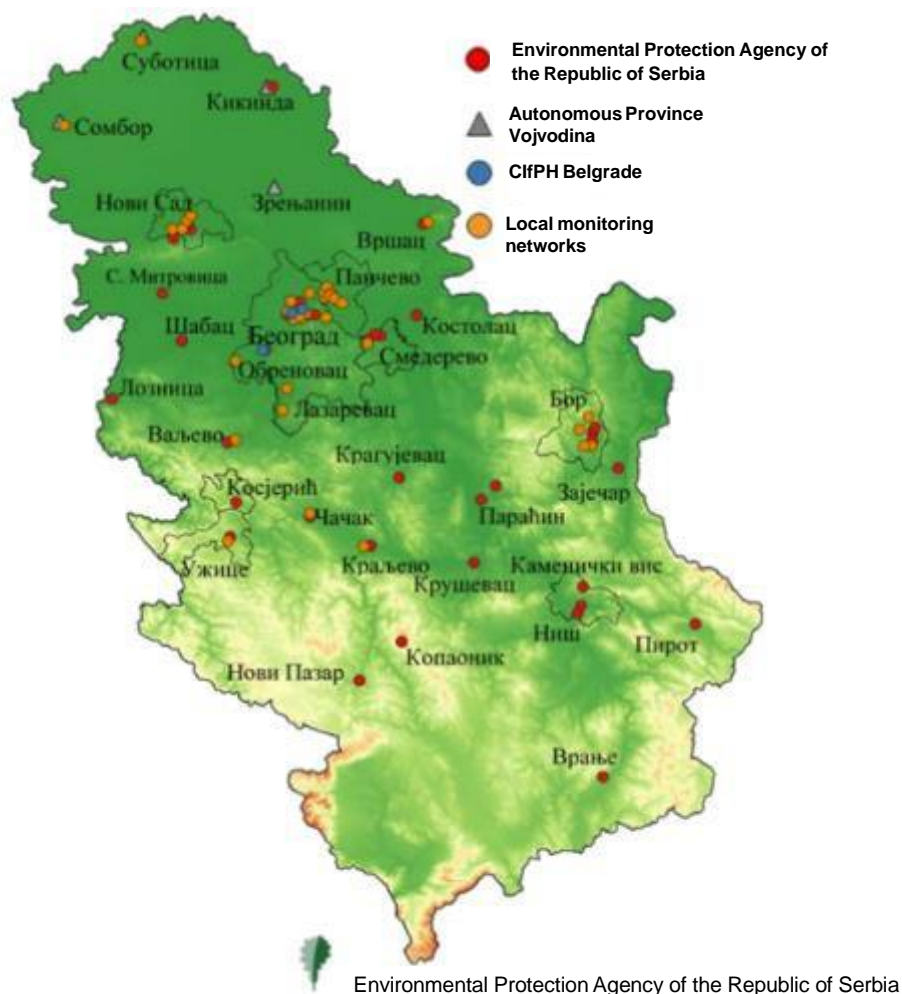 Суботица
Environmental Protection Agency of
the Republic of Serbia
Кикинда
Autonomous Province
Vojvodina
Сомбор
CIfPH Belgrade
Нови Сад
Зрењанин
Local monitoring
networks
Вршац
С. Митровица
Панчево
Шабац
Београд
Костолац
Смедерево
Обреновац
Лозница
Лазаревац
Бор
Ваљево
Крагујевац
Косјерић
Зајечар
Чачак
Параћин
Ужице
Краљево
Каменички вис
Крушевац
Ниш
Пирот
Копаоник
Нови Пазар
Врање
Environmental Protection Agency of the Republic of Serbia